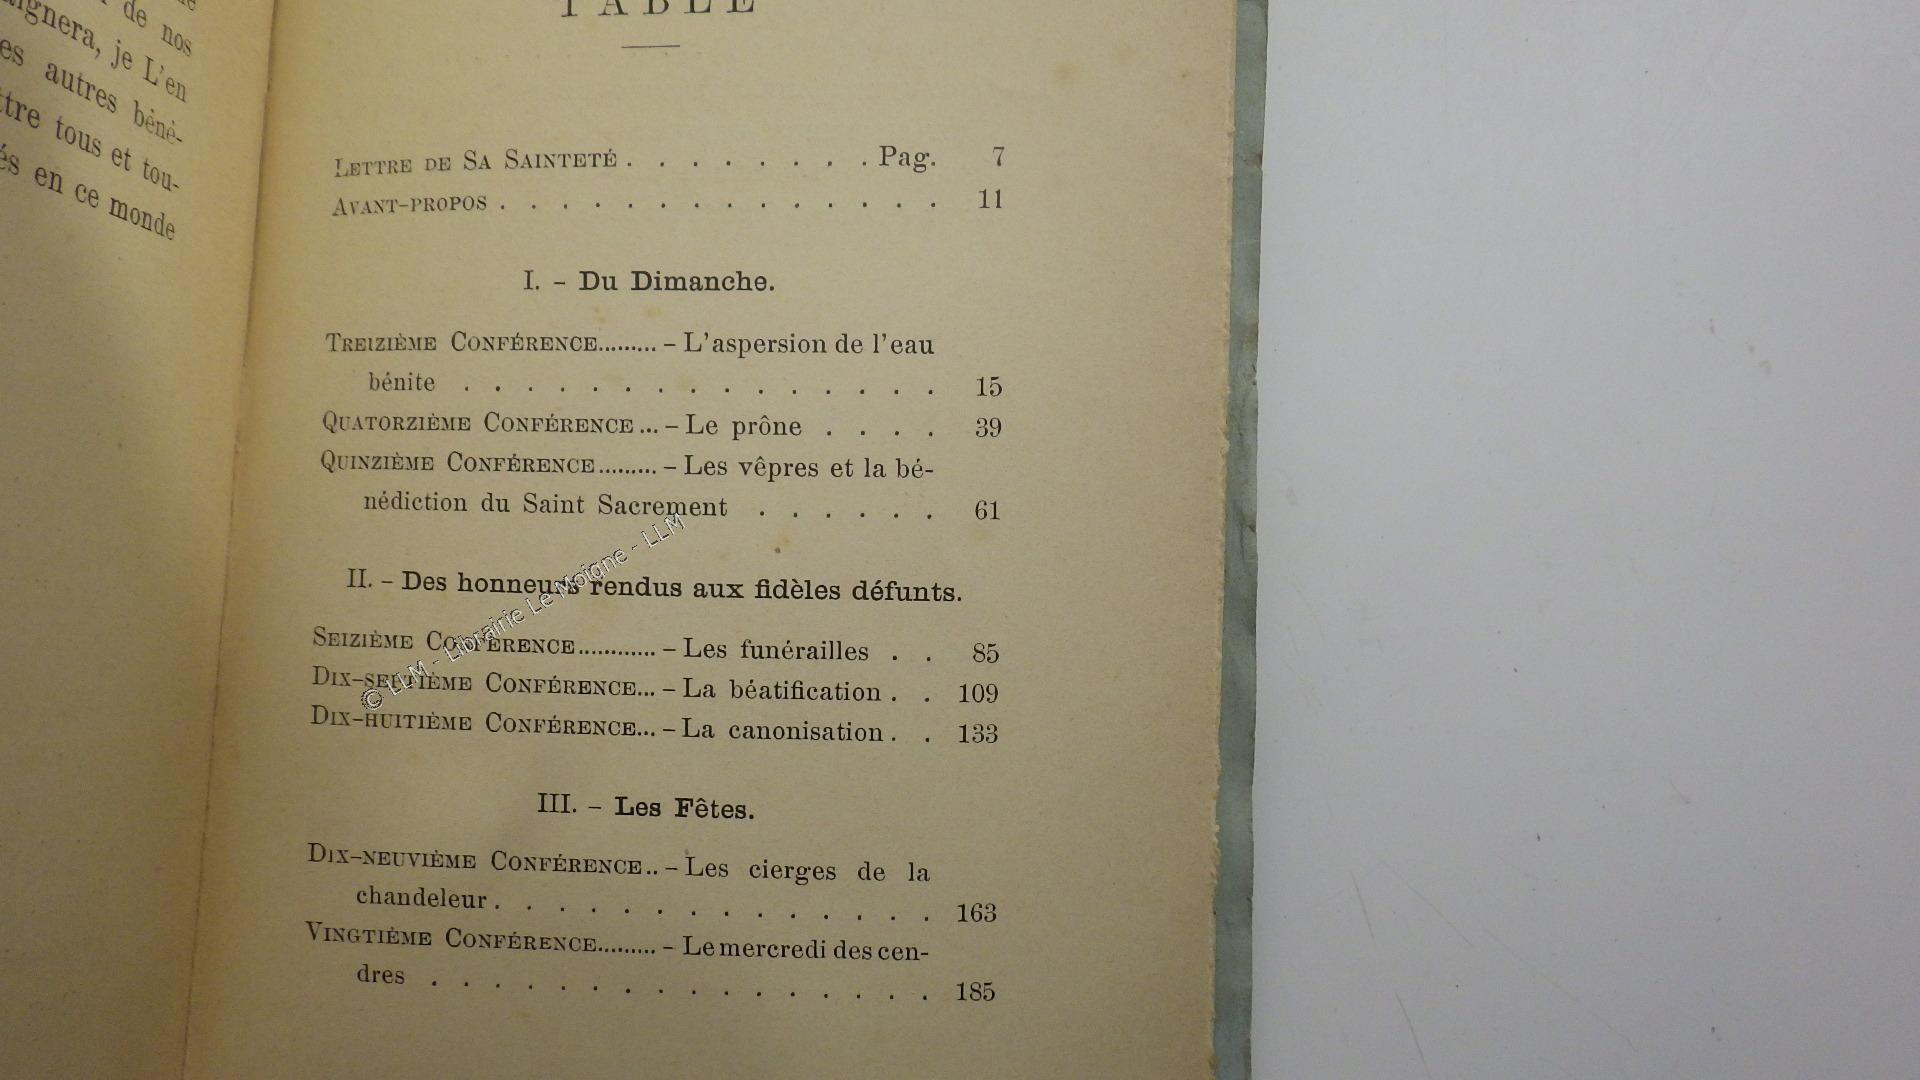 de nos
je L'en
autres béné-
tous et tou-
en ce monde
TABLE
LETTRE DE SA SAINTETÉ . . . . . . . . Pag. 7
AVANT-PROPOS . . . . . . . . . . . . . . 11
I. – Du Dimanche.
TREIZIÈME CONFÉRENCE......... – L'aspersion de l'eau
bénite . . . . . . . . . . . . . . . 15
QUATORZIÈME CONFÉRENCE ... – Le prône . . . . 39
QUINZIÈME CONFÉRENCE......... – Les vêpres et la bé-
nédiction du Saint Sacrement . . . . . . 61
II. – Des honneurs rendus aux fidèles défunts.
SEIZIÈME CONFÉRENCE............ – Les funérailles . . 85
DIX-SEPTIÈME CONFÉRENCE... – La béatification . . 109
DIX-HUITIÈME CONFÉRENCE... – La canonisation . . 133
III. – Les Fêtes.
DIX-NEUVIÈME CONFÉRENCE.. – Les cierges de la
chandeleur . . . . . . . . . . . . . . 163
VINGTIÈME CONFÉRENCE......... – Le mercredi des cen-
dres . . . . . . . . . . . . . . . . 185
© LLM - Librairie Le Moigne - LLM